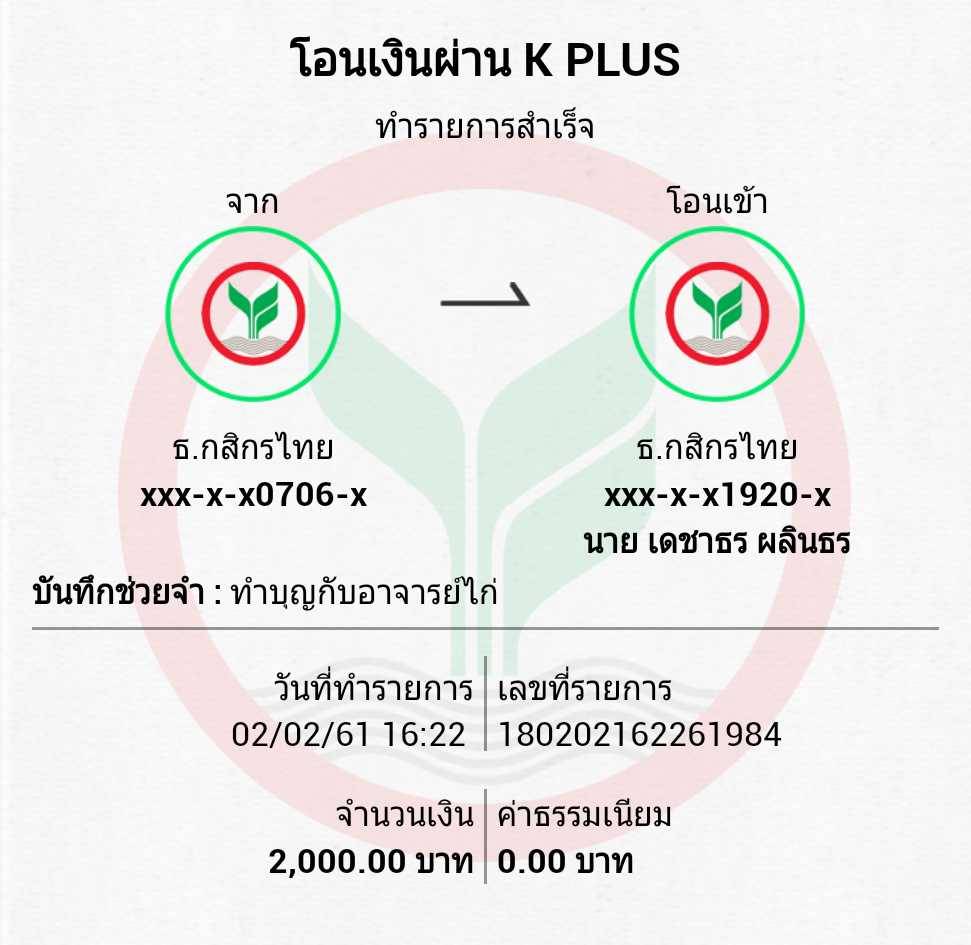 โอนเงินผ่าน K PLUS
ทำรายการสำเร็จ
จาก
โอนเข้า
ธ.กสิกรไทย
xxx-x-x0706-x
ธ.กสิกรไทย
xxx-x-x1920-x
นาย เดชาธร ผลินธร
บันทึกช่วยจำ : ทำบุญกับอาจารย์ไก่
วันที่ทำรายการ
02/02/61 16:22
เลขที่รายการ
180202162261984
จำนวนเงิน
2,000.00 บาท
ค่าธรรมเนียม
0.00 บาท